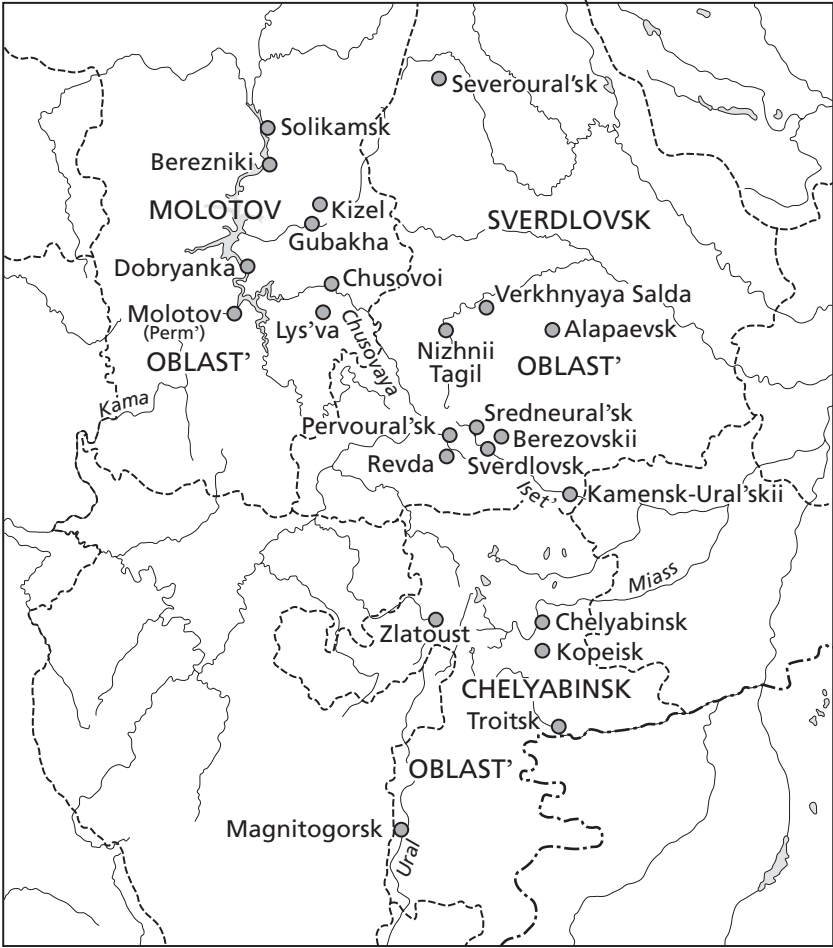 Severoural'sk
Solikamsk
Berezniki
MOLOTOV
Kizel
SVERDLOVSK
Gubakha
Dobryanka
Chusovoi
Verkhnyaya Salda
Molotov
(Perm')
Lys'va
Chusovaya
Nizhnii
Tagil
Alapaevsk
OBLAST’
OBLAST’
Kama
Sredneural'sk
Pervoural'sk
Berezovskii
Revda
Sverdlovsk
Iset'
Kamensk-Ural'skii
Miass
Chelyabinsk
Zlatoust
Kopeisk
CHELYABINSK
Troitsk
OBLAST’
Magnitogorsk
Ural